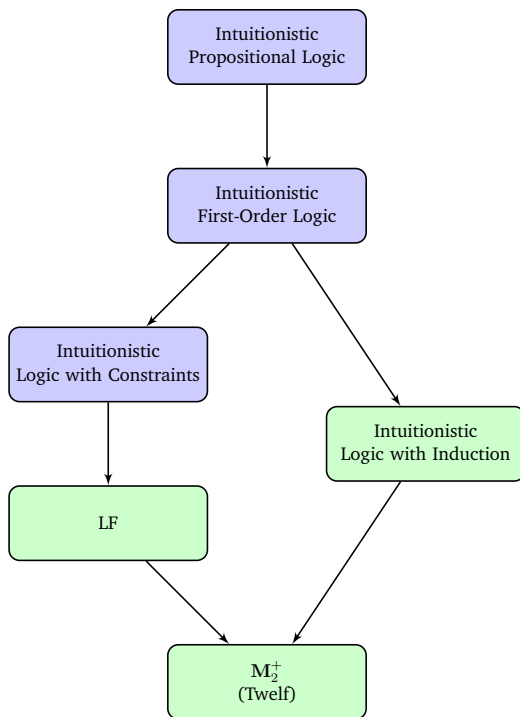 Intuitionistic
Propositional Logic
Intuitionistic
First-Order Logic
Intuitionistic
Logic with Constraints
Intuitionistic
Logic with Induction
LF
M₂⁺
(Twelf)